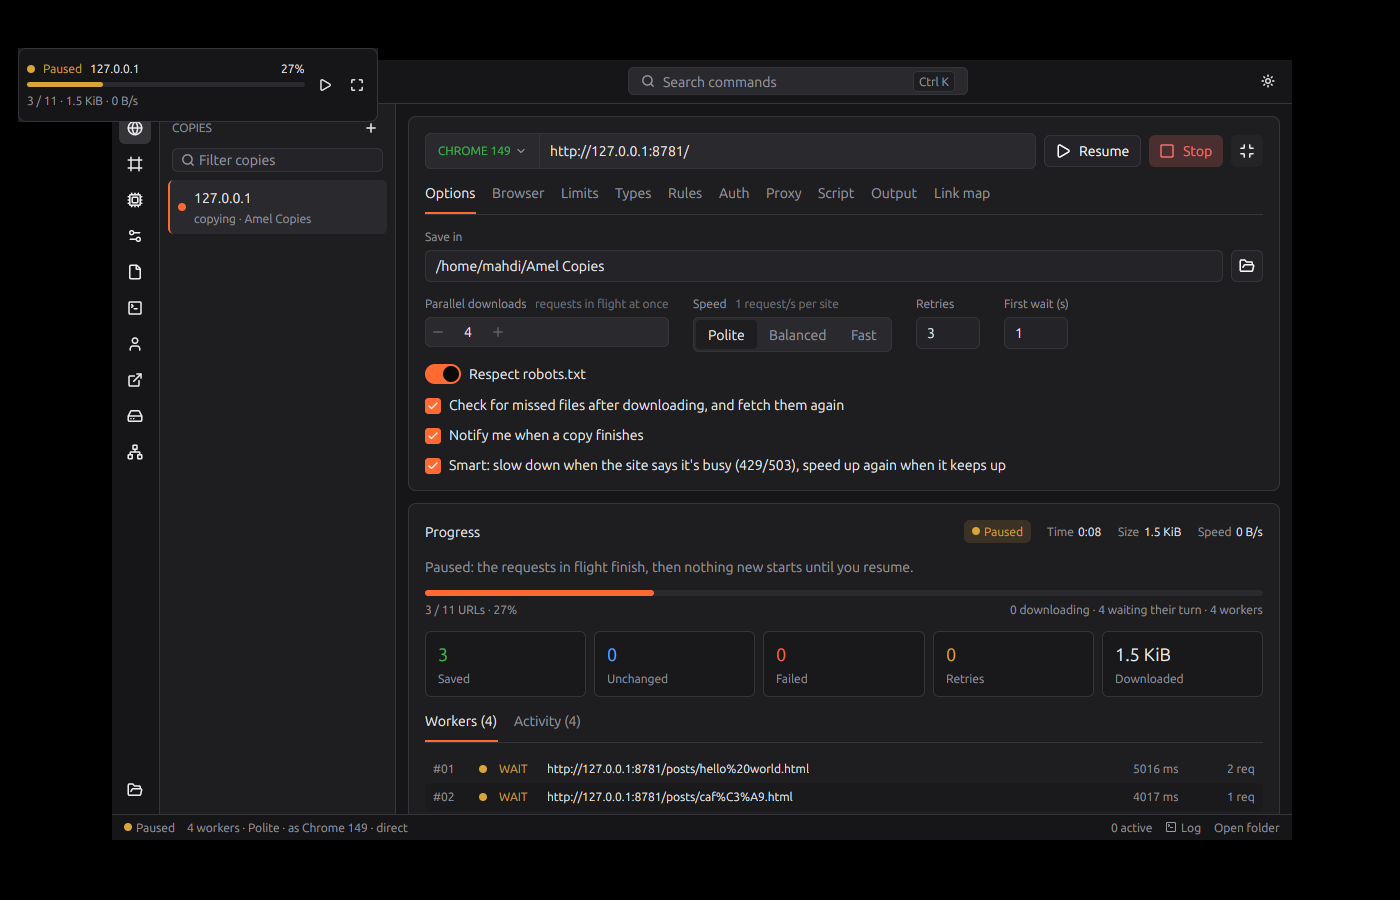 Paused 127.0.0.1 27%
3 / 11 · 1.5 KiB · 0 B/s
Search commands Ctrl K
COPIES +
Filter copies
127.0.0.1
copying · Amel Copies
CHROME 149 http://127.0.0.1:8781/ Resume Stop
Options Browser Limits Types Rules Auth Proxy Script Output Link map
Save in
/home/mahdi/Amel Copies
Parallel downloads requests in flight at once Speed 1 request/s per site Retries First wait (s)
− 4 + Polite Balanced Fast 3 1
Respect robots.txt
Check for missed files after downloading, and fetch them again
Notify me when a copy finishes
Smart: slow down when the site says it's busy (429/503), speed up again when it keeps up
Progress Paused Time 0:08 Size 1.5 KiB Speed 0 B/s
Paused: the requests in flight finish, then nothing new starts until you resume.
3 / 11 URLs · 27% 0 downloading · 4 waiting their turn · 4 workers
3 0 0 0 1.5 KiB
Saved Unchanged Failed Retries Downloaded
Workers (4) Activity (4)
#01 WAIT http://127.0.0.1:8781/posts/hello%20world.html 5016 ms 2 req
#02 WAIT http://127.0.0.1:8781/posts/caf%C3%A9.html 4017 ms 1 req
Paused 4 workers · Polite · as Chrome 149 · direct 0 active Log Open folder